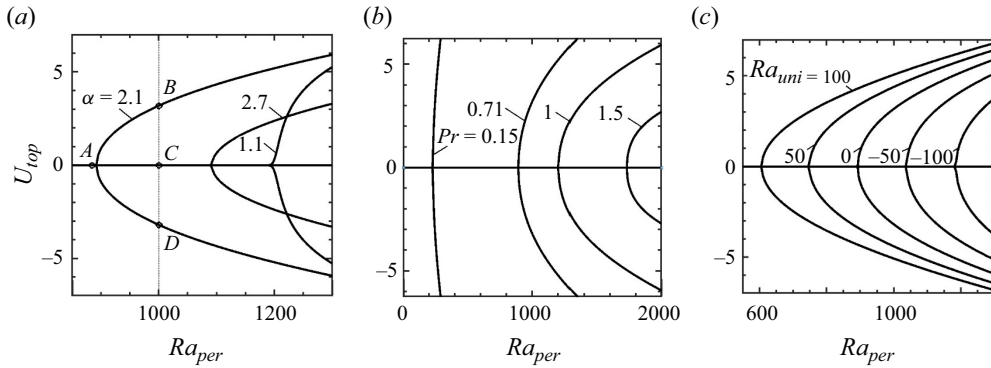 (a)
(b)
(c)
U_top
5
0
−5
α = 2.1
A
B
C
D
2.7
1.1
1000
1200
Ra_per
5
0
−5
Pr = 0.15
0.71
1
1.5
0
1000
2000
Ra_per
5
0
−5
Ra_uni = 100
50
0
−50
−100
600
1000
Ra_per